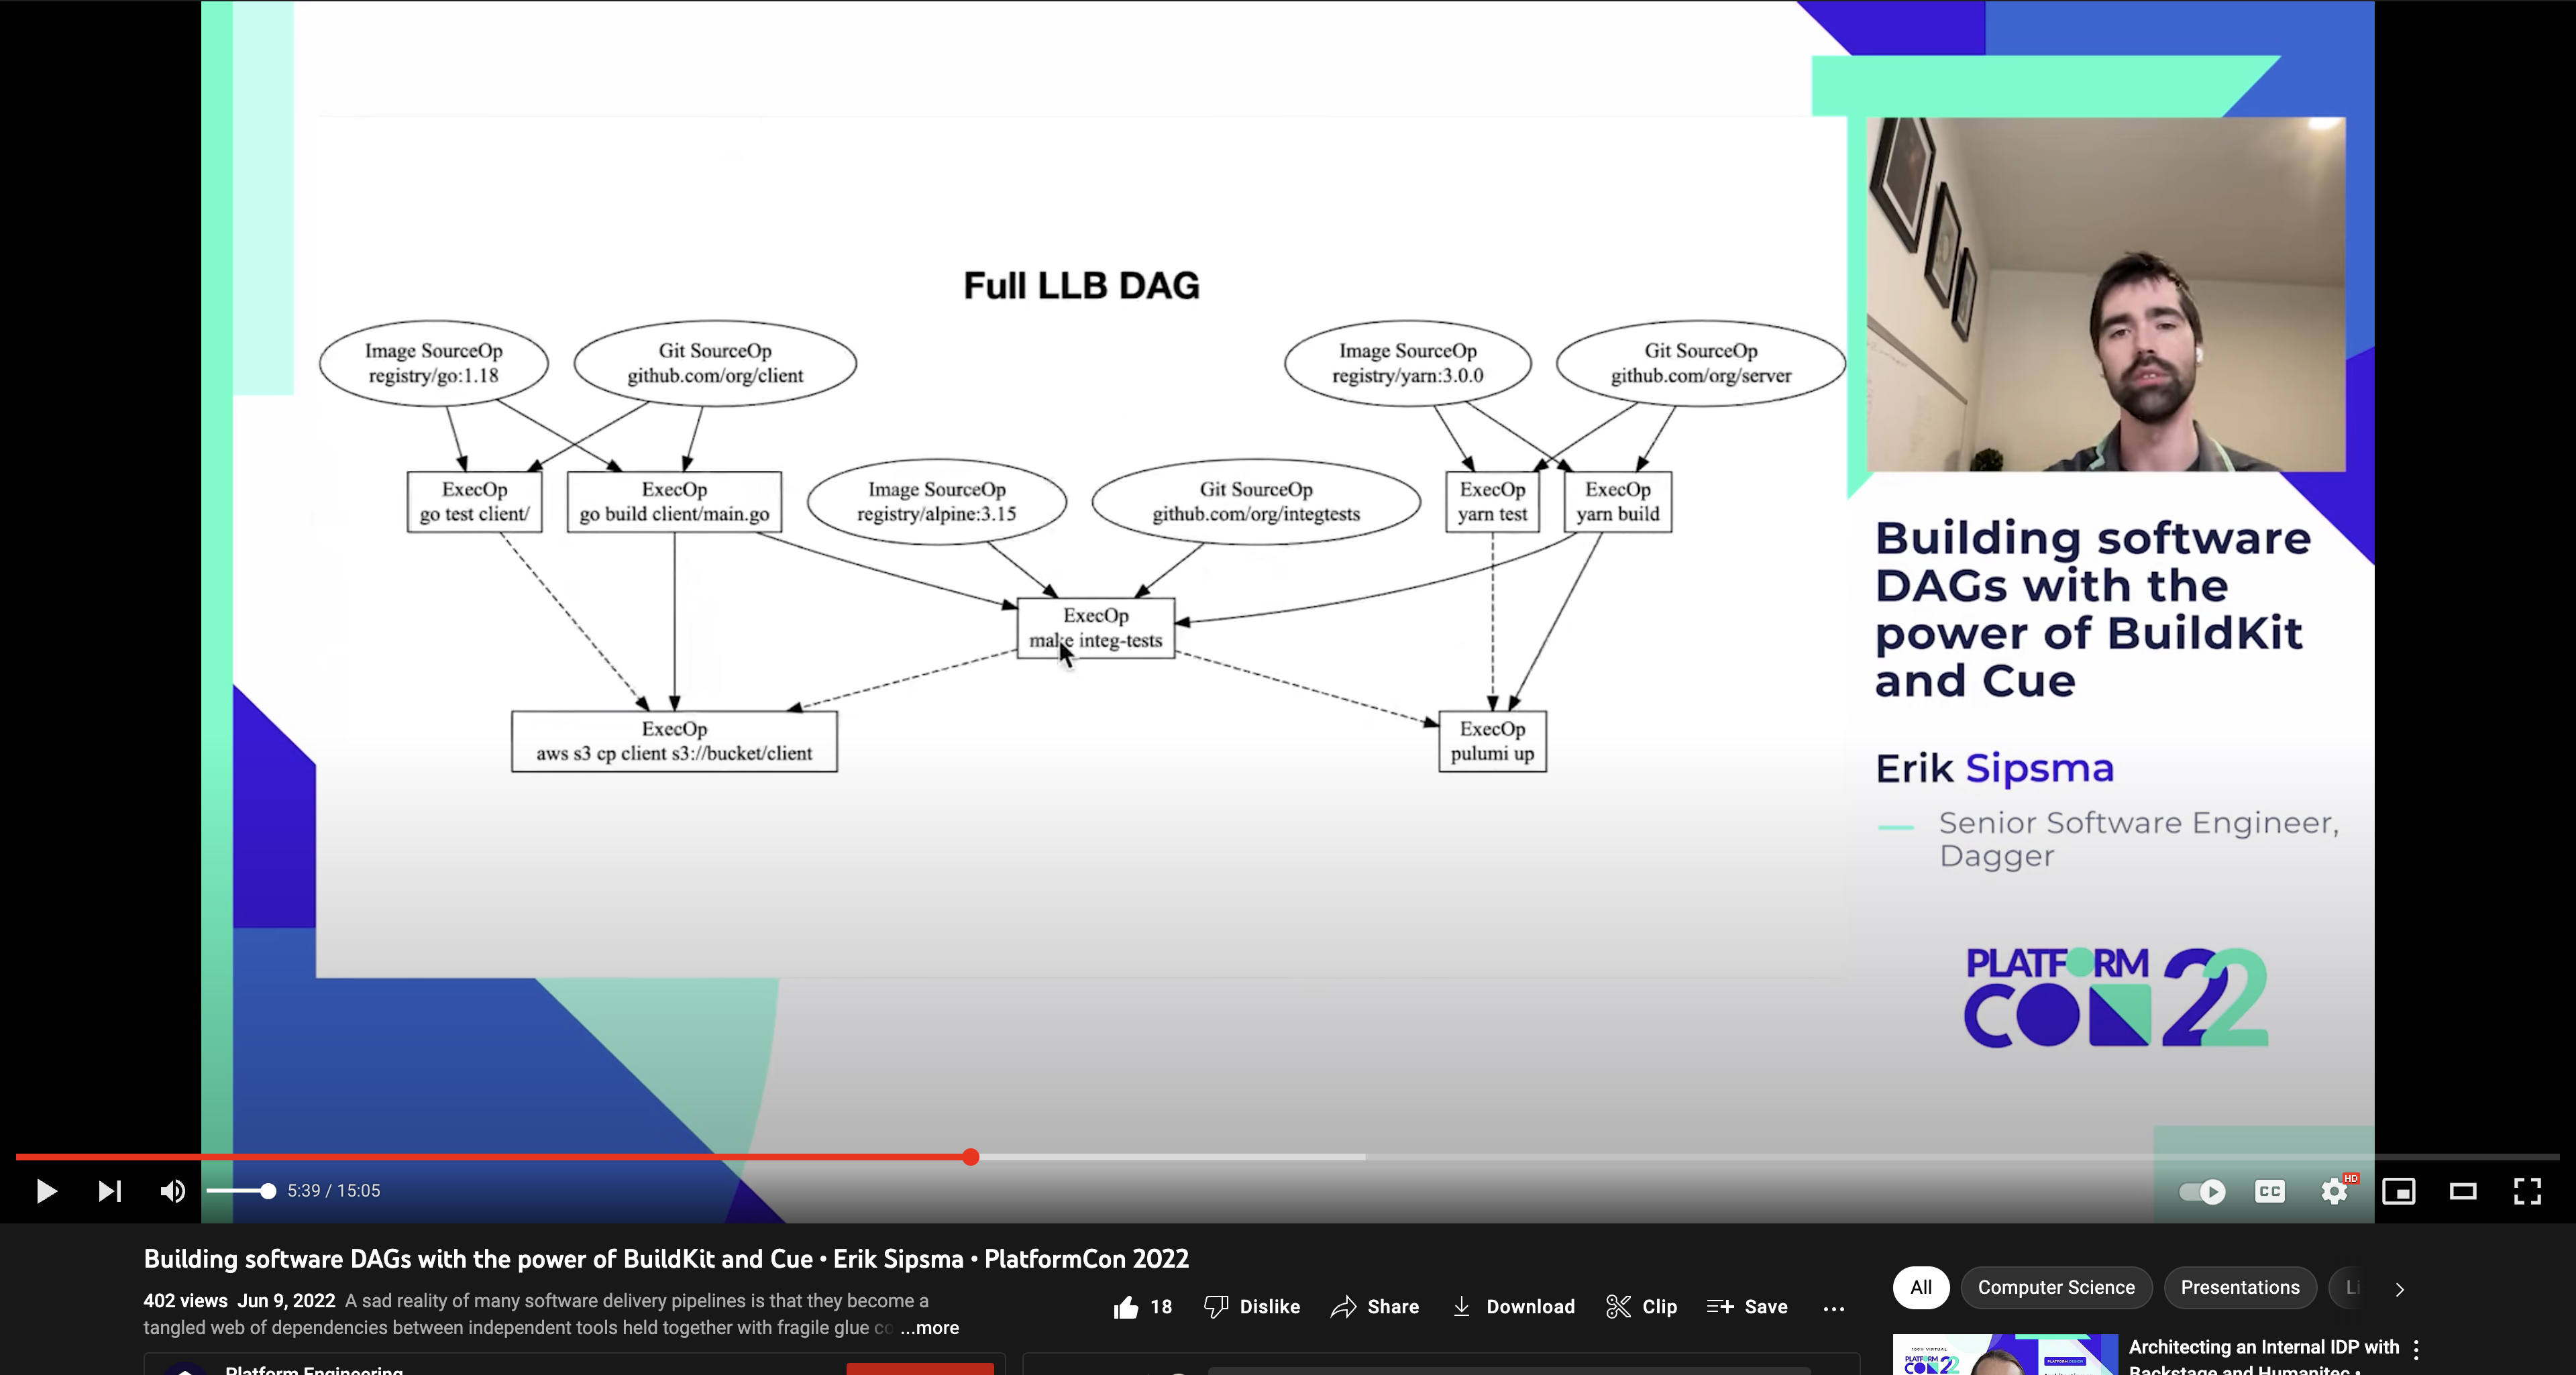 Full LLB DAG
Image SourceOp
registry/go:1.18
Git SourceOp
github.com/org/client
Image SourceOp
registry/yarn:3.0.0
Git SourceOp
github.com/org/server
ExecOp
go test client/
ExecOp
go build client/main.go
Image SourceOp
registry/alpine:3.15
Git SourceOp
github.com/org/integtests
ExecOp
yarn test
ExecOp
yarn build
ExecOp
make integ-tests
ExecOp
aws s3 cp client s3://bucket/client
ExecOp
pulumi up
Building software
DAGs with the
power of BuildKit
and Cue
Erik Sipsma
Senior Software Engineer,
Dagger
PLATFORM
CON 22
5:39 / 15:05
CC
HD
Building software DAGs with the power of BuildKit and Cue • Erik Sipsma • PlatformCon 2022
402 views Jun 9, 2022 A sad reality of many software delivery pipelines is that they become a
tangled web of dependencies between independent tools held together with fragile glue co ...more
18
Dislike
Share
Download
Clip
Save
All
Computer Science
Presentations
Li
Platform Engineering
PLATFORM
CON 22
Architecting an Internal IDP with
Backstage and Humanitec •